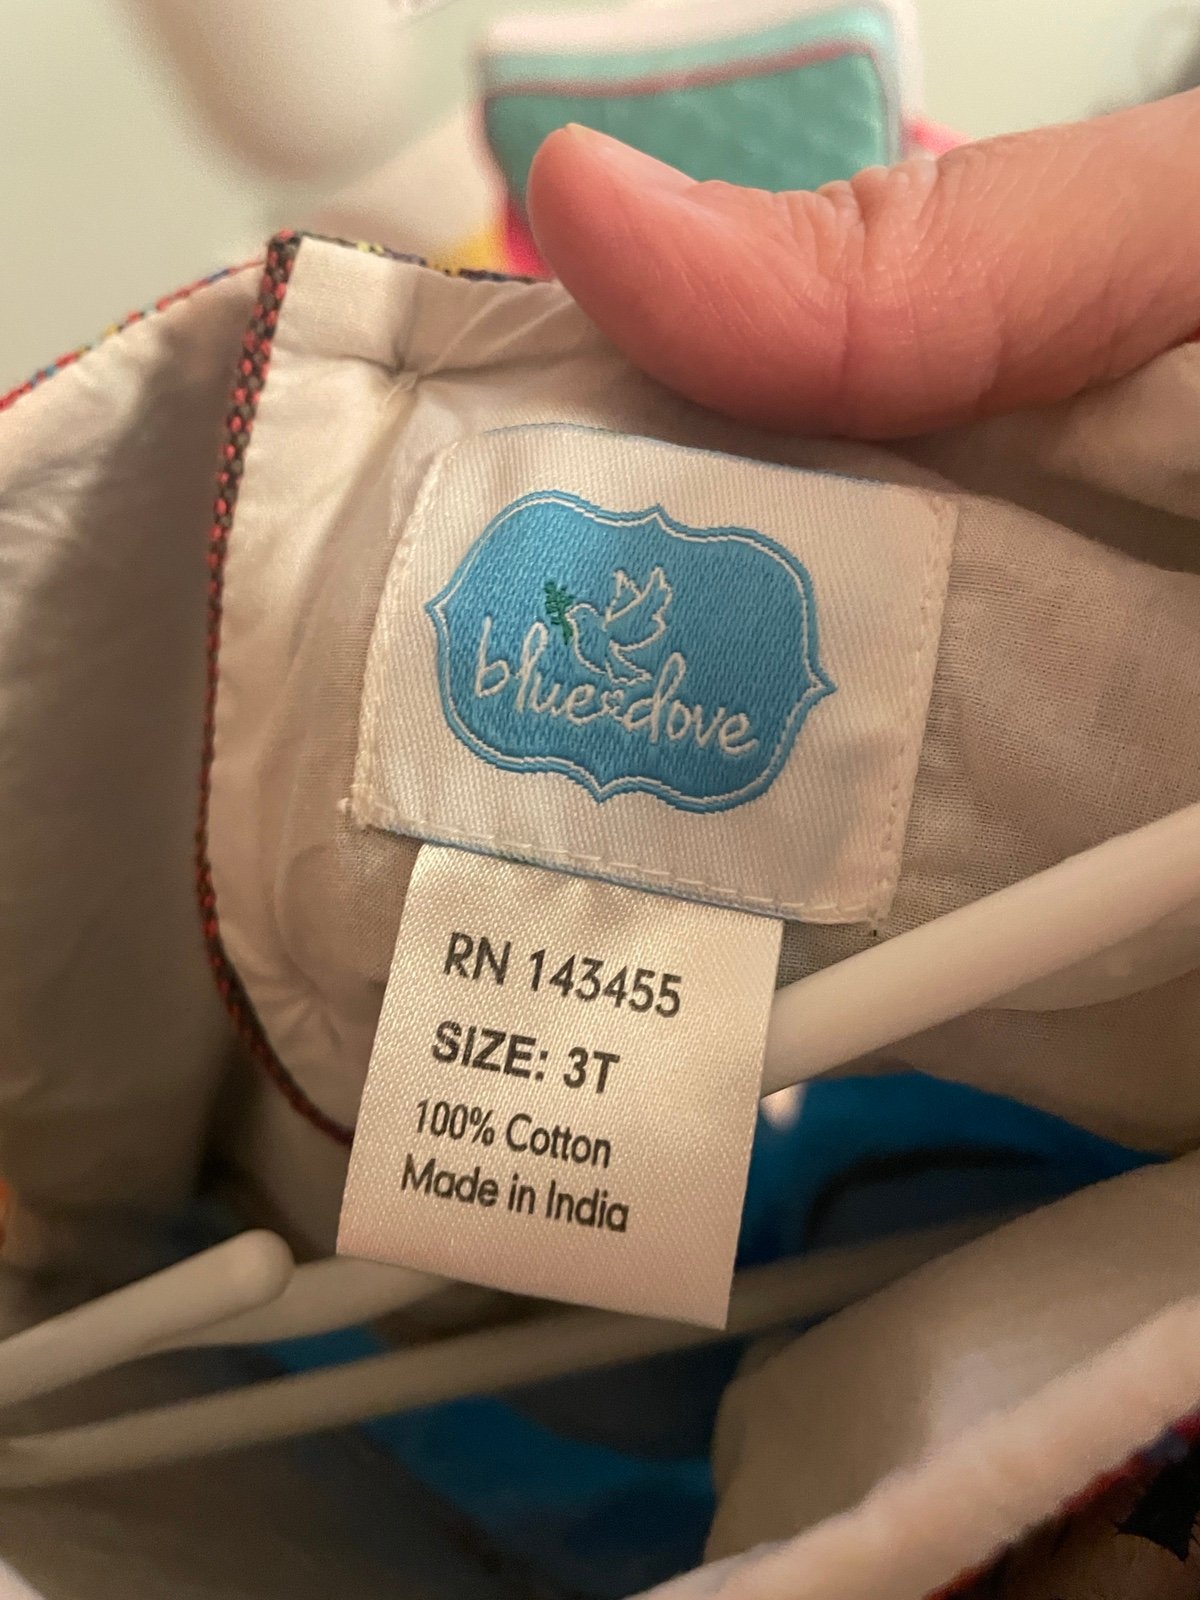 blue dove
RN 143455
SIZE: 3T
100% Cotton
Made in India